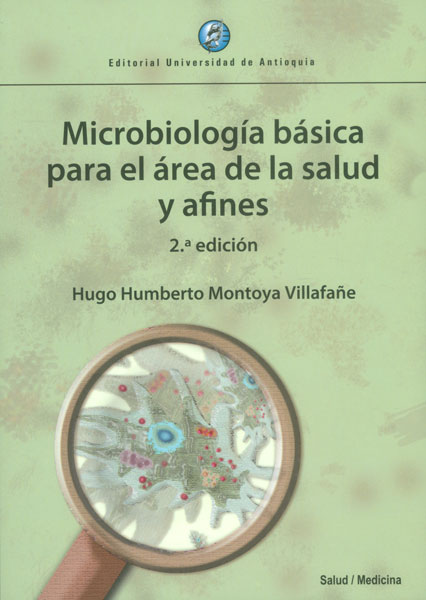 Editorial Universidad de Antioquia
Microbiología básica
para el área de la salud
y afines
2.ª edición
Hugo Humberto Montoya Villafañe
Salud / Medicina